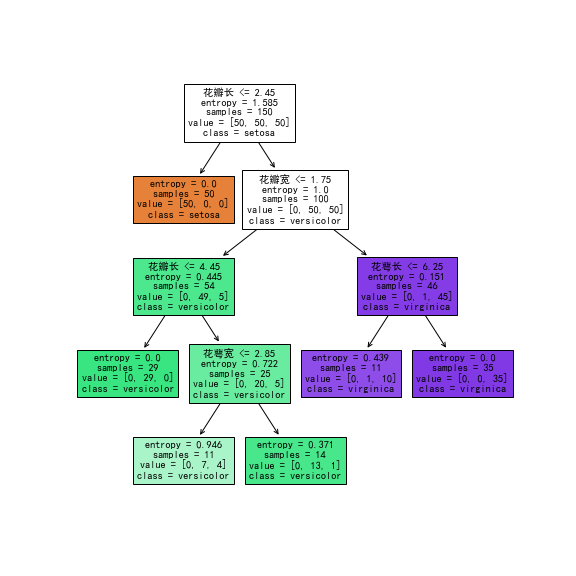 花瓣长 <= 2.45
entropy = 1.585
samples = 150
value = [50, 50, 50]
class = setosa
entropy = 0.0
samples = 50
value = [50, 0, 0]
class = setosa
花瓣宽 <= 1.75
entropy = 1.0
samples = 100
value = [0, 50, 50]
class = versicolor
花瓣长 <= 4.45
entropy = 0.445
samples = 54
value = [0, 49, 5]
class = versicolor
花萼长 <= 6.25
entropy = 0.151
samples = 46
value = [0, 1, 45]
class = virginica
entropy = 0.0
samples = 29
value = [0, 29, 0]
class = versicolor
花萼宽 <= 2.85
entropy = 0.722
samples = 25
value = [0, 20, 5]
class = versicolor
entropy = 0.439
samples = 11
value = [0, 1, 10]
class = virginica
entropy = 0.0
samples = 35
value = [0, 0, 35]
class = virginica
entropy = 0.946
samples = 11
value = [0, 7, 4]
class = versicolor
entropy = 0.371
samples = 14
value = [0, 13, 1]
class = versicolor